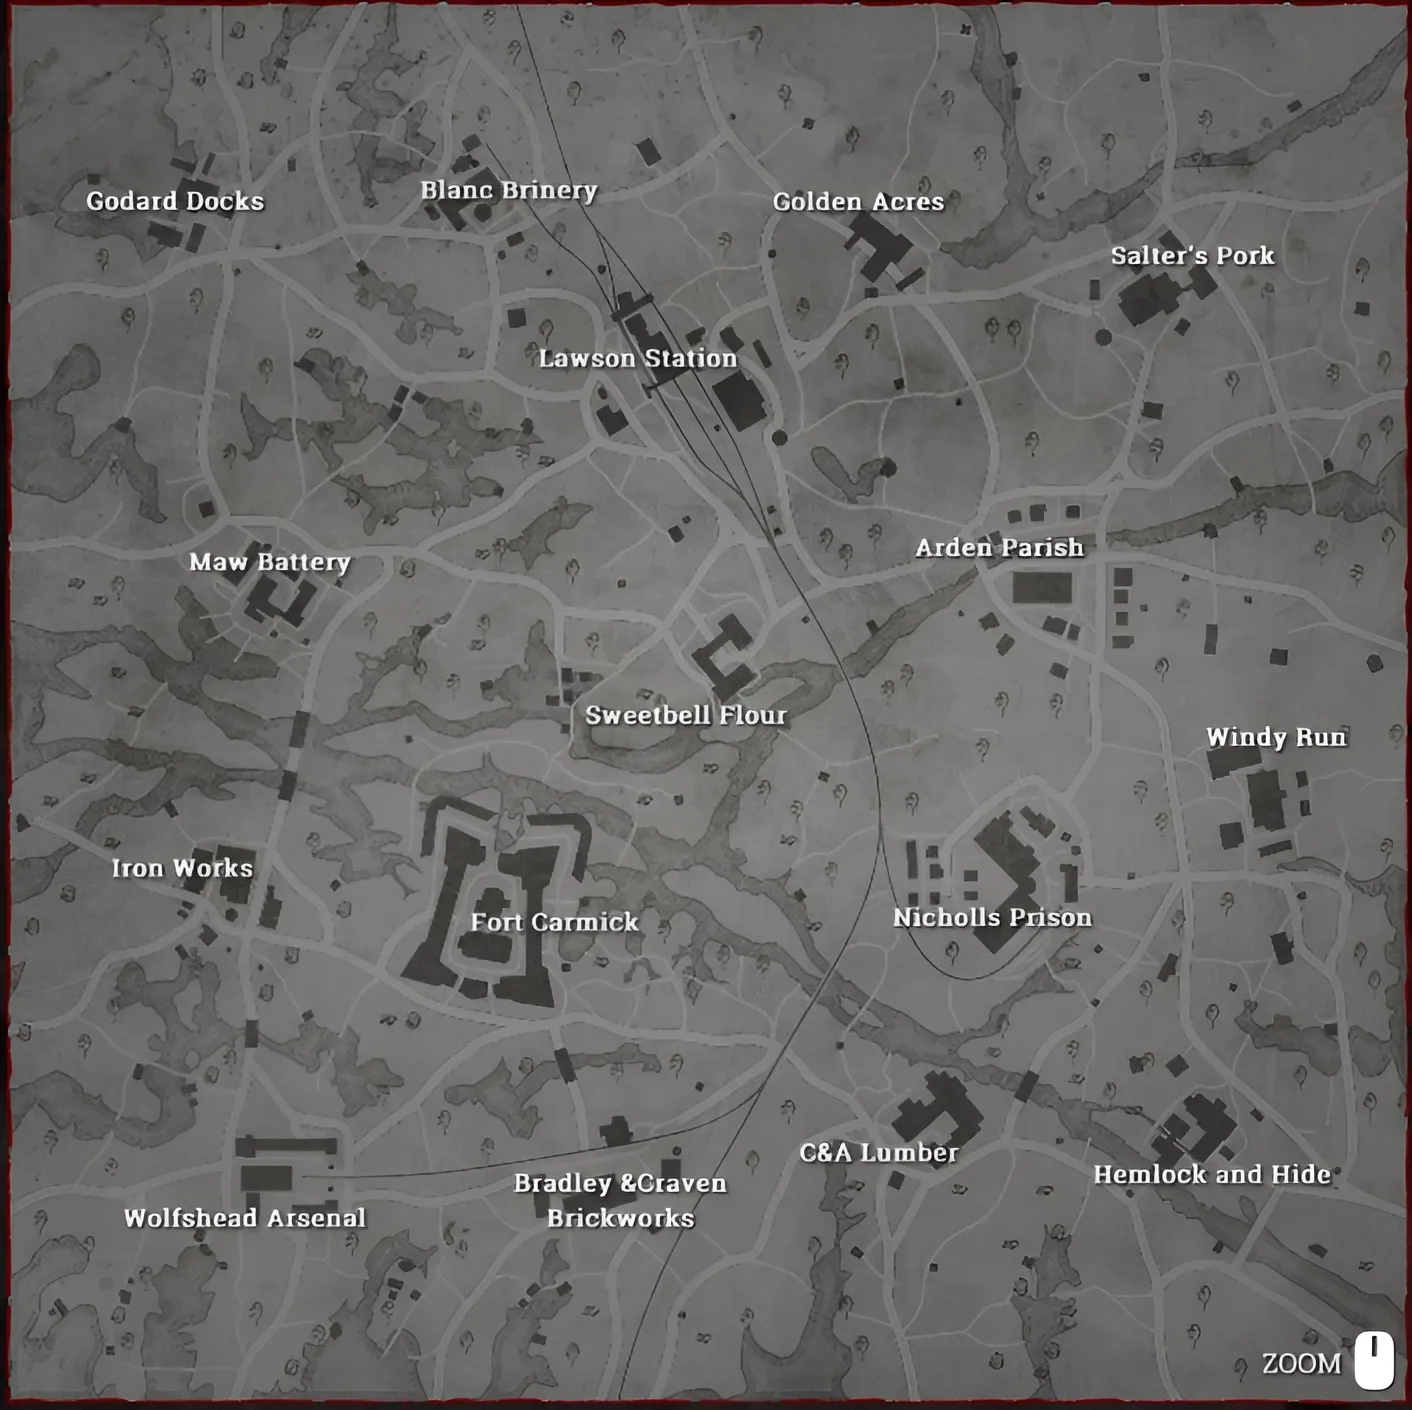 Godard Docks
Blanc Brinery
Golden Acres
Salter's Pork
Lawson Station
Maw Battery
Arden Parish
Sweetbell Flour
Windy Run
Iron Works
Fort Carmick
Nicholls Prison
C&A Lumber
Hemlock and Hide
Bradley &Craven
Brickworks
Wolfshead Arsenal
ZOOM